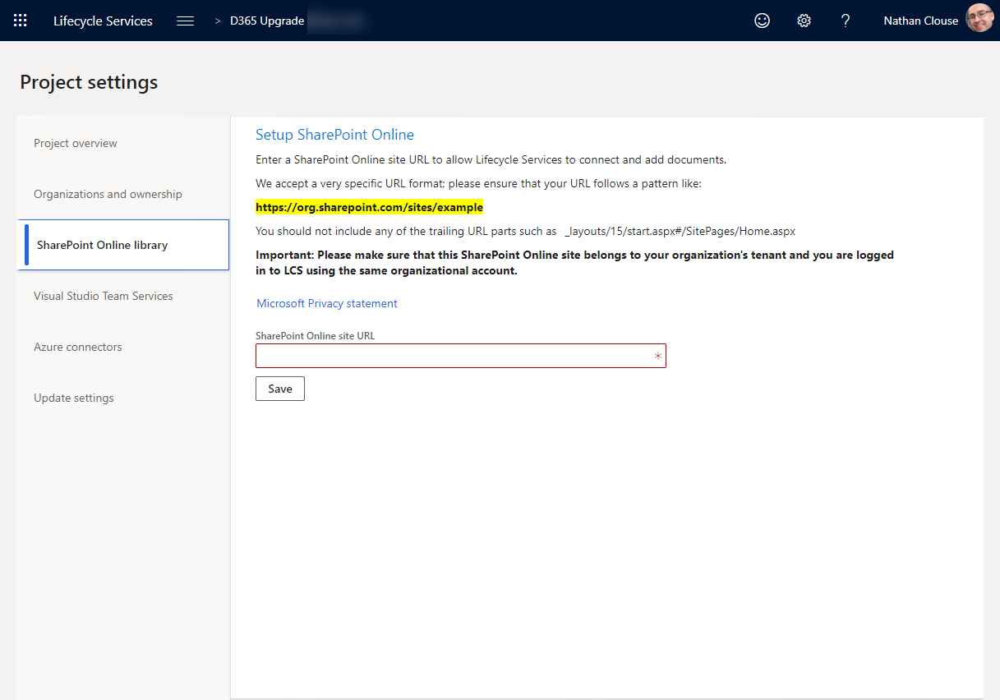 Lifecycle Services > D365 Upgrade ? Nathan Clouse
Project settings
Project overview
Organizations and ownership
SharePoint Online library
Visual Studio Team Services
Azure connectors
Update settings
Setup SharePoint Online
Enter a SharePoint Online site URL to allow Lifecycle Services to connect and add documents.
We accept a very specific URL format; please ensure that your URL follows a pattern like:
https://org.sharepoint.com/sites/example
You should not include any of the trailing URL parts such as _layouts/15/start.aspx#/SitePages/Home.aspx
Important: Please make sure that this SharePoint Online site belongs to your organization's tenant and you are logged
in to LCS using the same organizational account.
Microsoft Privacy statement
SharePoint Online site URL
*
Save